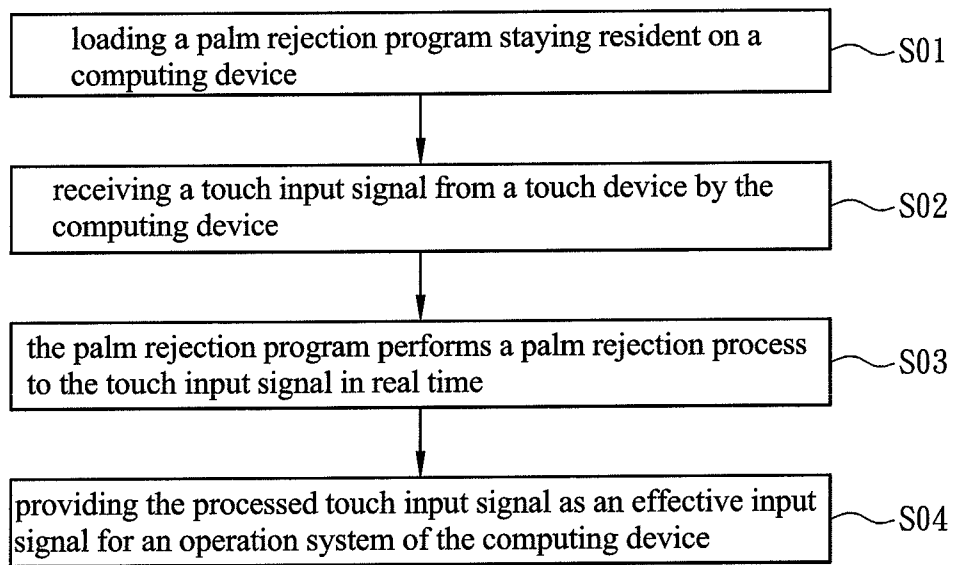 loading a palm rejection program staying resident on a
computing device
S01
receiving a touch input signal from a touch device by the
computing device
S02
the palm rejection program performs a palm rejection process
to the touch input signal in real time
S03
providing the processed touch input signal as an effective input
signal for an operation system of the computing device
S04